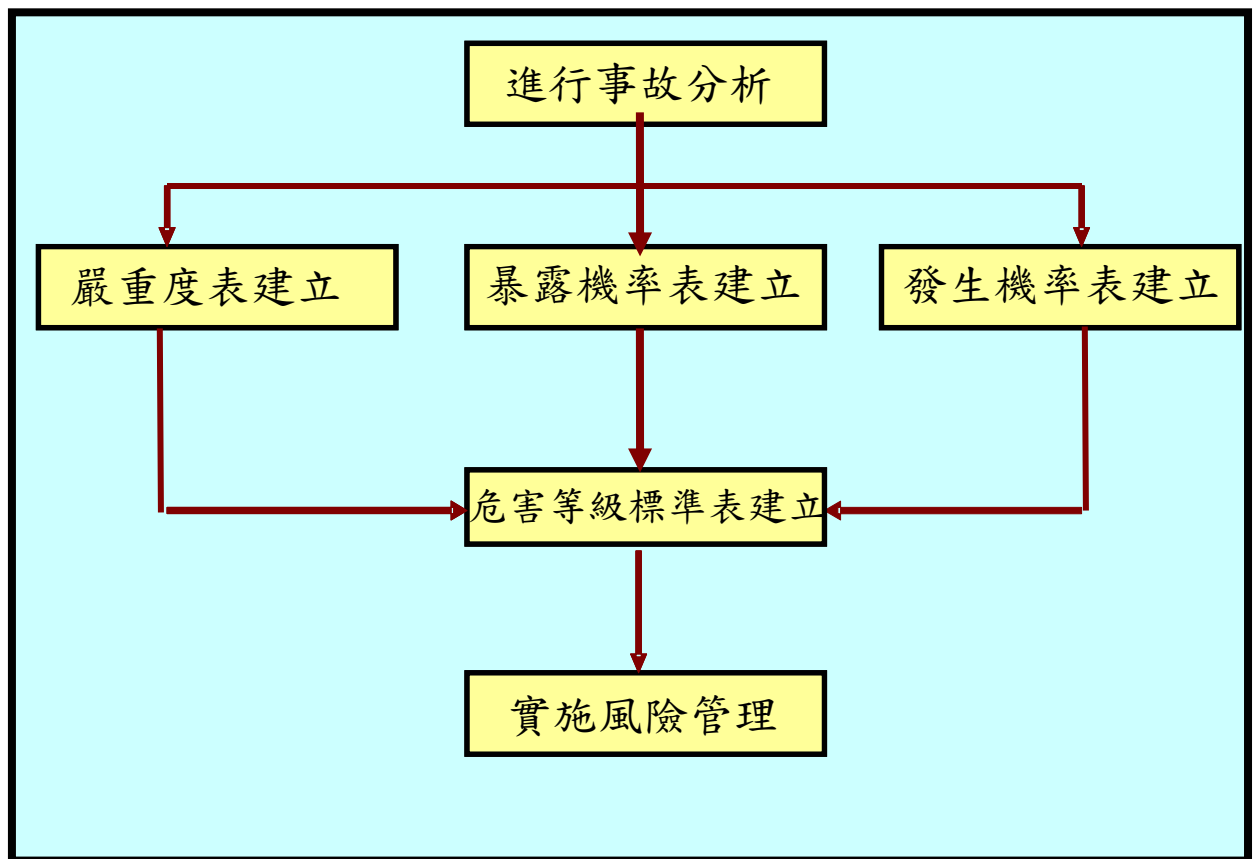 進行事故分析
嚴重度表建立
暴露機率表建立
發生機率表建立
危害等級標準表建立
實施風險管理